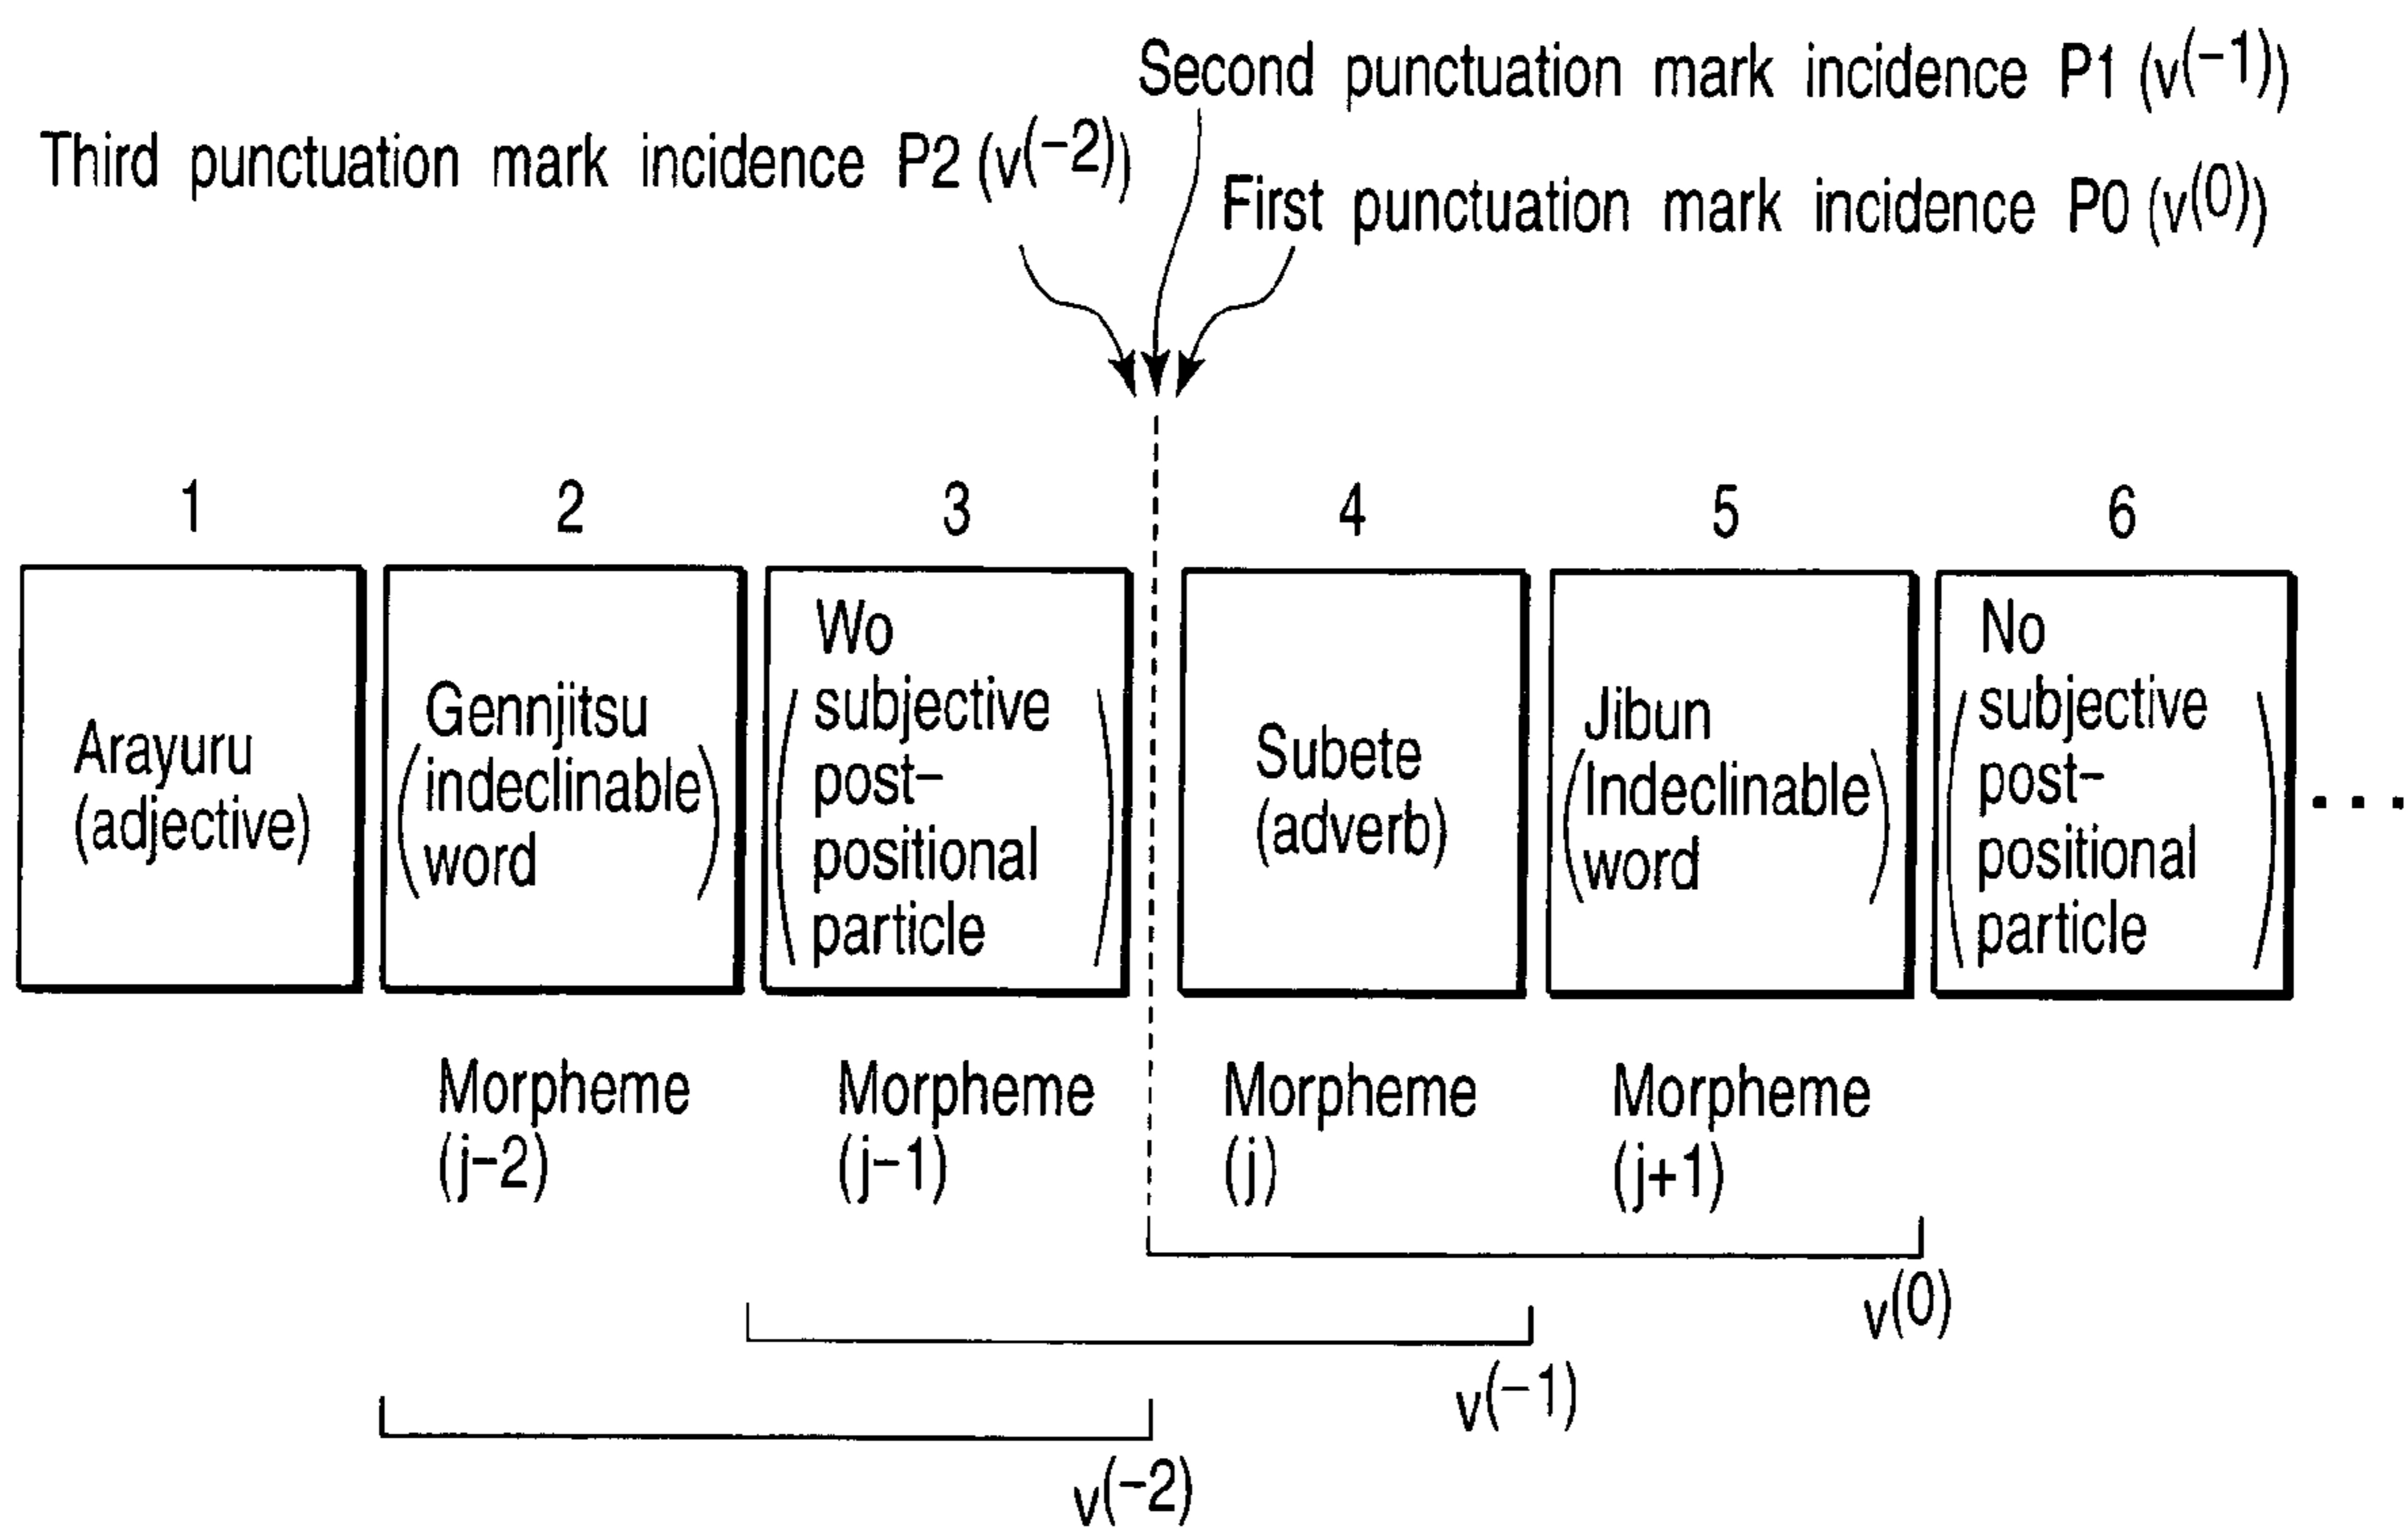 Second punctuation mark incidence P1 (v(-1))
Third punctuation mark incidence P2 (v(-2))
First punctuation mark incidence P0 (v(0))
1 2 3 4 5 6
Arayuru
(adjective)
Gennjitsu
(indeclinable
word)
Wo
(subjective
post-
positional
particle)
Subete
(adverb)
Jibun
(Indeclinable
word)
No
(subjective
post-
positional
particle)
...
Morpheme
(j-2)
Morpheme
(j-1)
Morpheme
(j)
Morpheme
(j+1)
v(0)
v(-1)
v(-2)